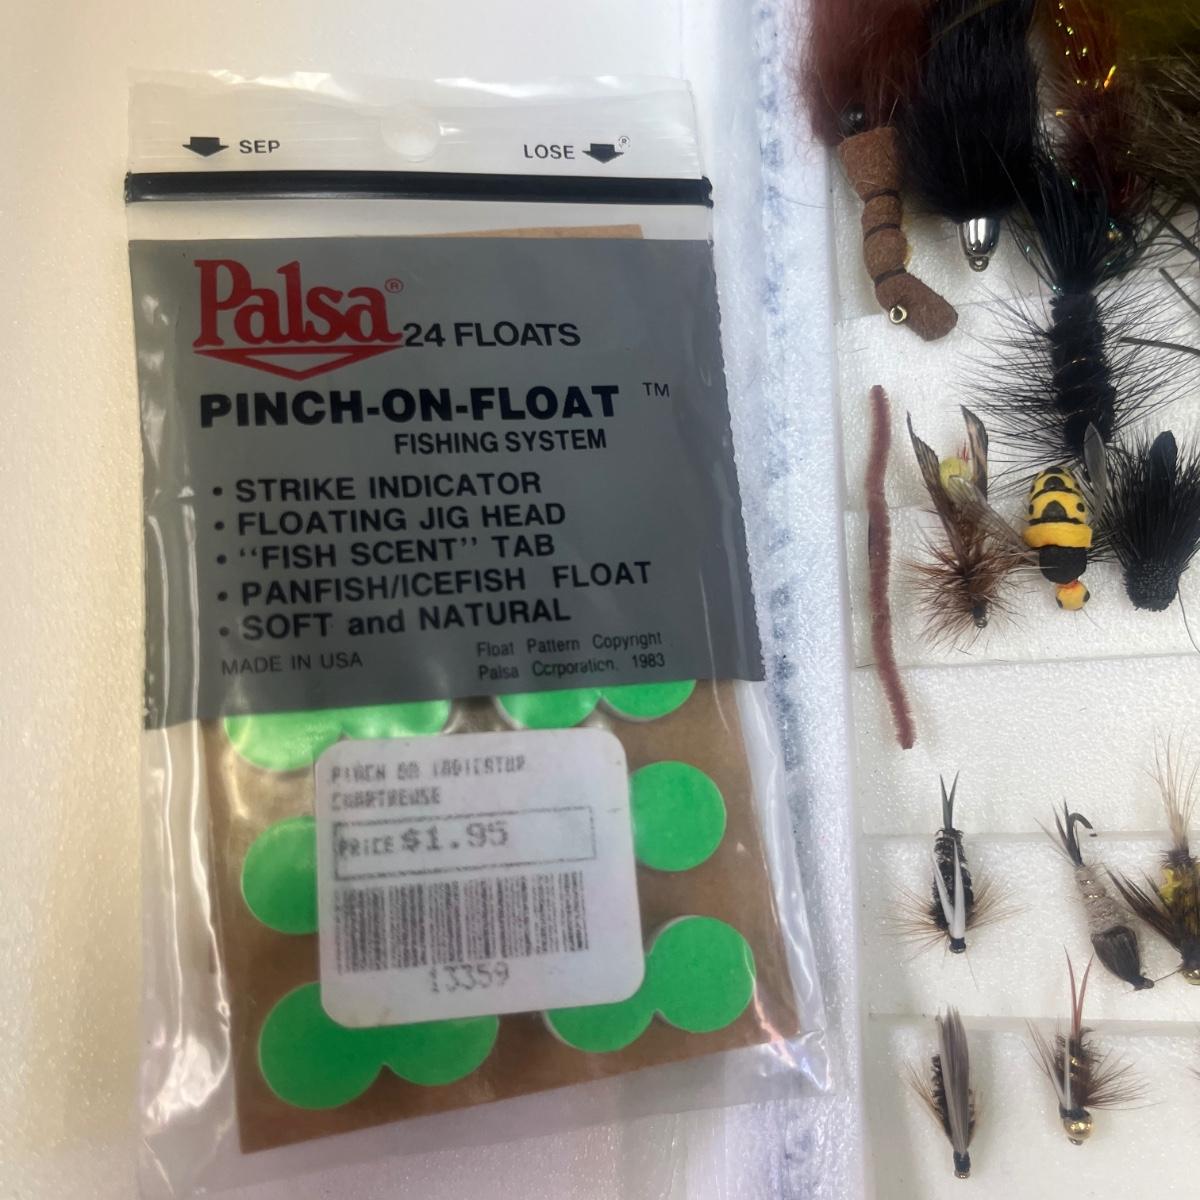 SEP LOSE®
Palsa® 24 FLOATS
PINCH-ON-FLOAT ™
FISHING SYSTEM
• STRIKE INDICATOR
• FLOATING JIG HEAD
• "FISH SCENT" TAB
• PANFISH/ICEFISH FLOAT
• SOFT and NATURAL
MADE IN USA
Float Pattern Copyright
Palsa Corporation. 1983
PINCH ON INDICATOR
CHARTREUSE
PRICE $1.95
13359